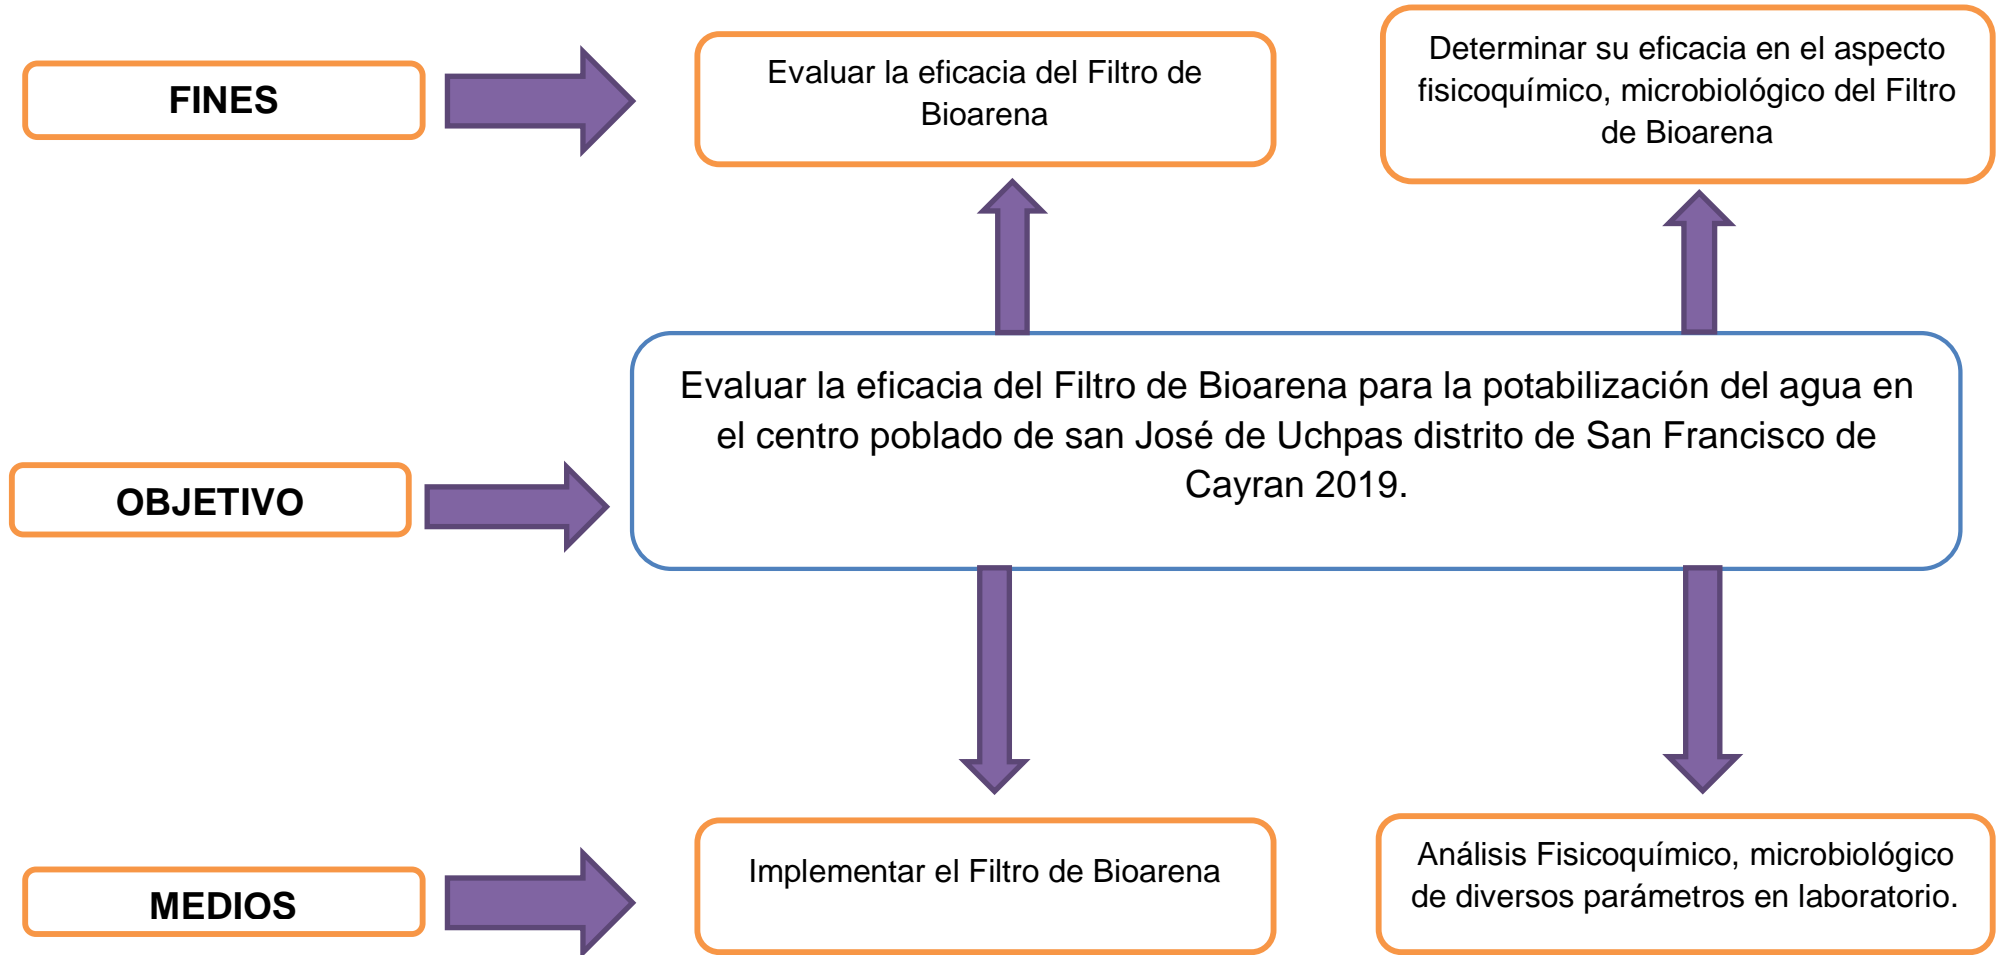 FINES
Evaluar la eficacia del Filtro de
Bioarena
Determinar su eficacia en el aspecto
fisicoquímico, microbiológico del Filtro
de Bioarena
OBJETIVO
Evaluar la eficacia del Filtro de Bioarena para la potabilización del agua en
el centro poblado de san José de Uchpas distrito de San Francisco de
Cayran 2019.
MEDIOS
Implementar el Filtro de Bioarena
Análisis Fisicoquímico, microbiológico
de diversos parámetros en laboratorio.